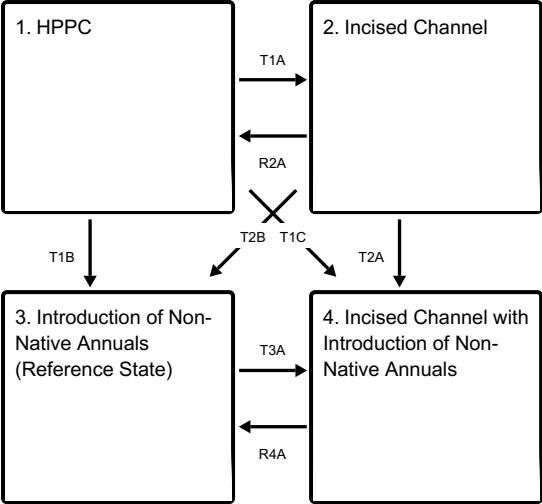 1. HPPC
2. Incised Channel
T1A
R2A
T1B
T2B
T1C
T2A
3. Introduction of Non-
Native Annuals
(Reference State)
4. Incised Channel with
Introduction of Non-
Native Annuals
T3A
R4A